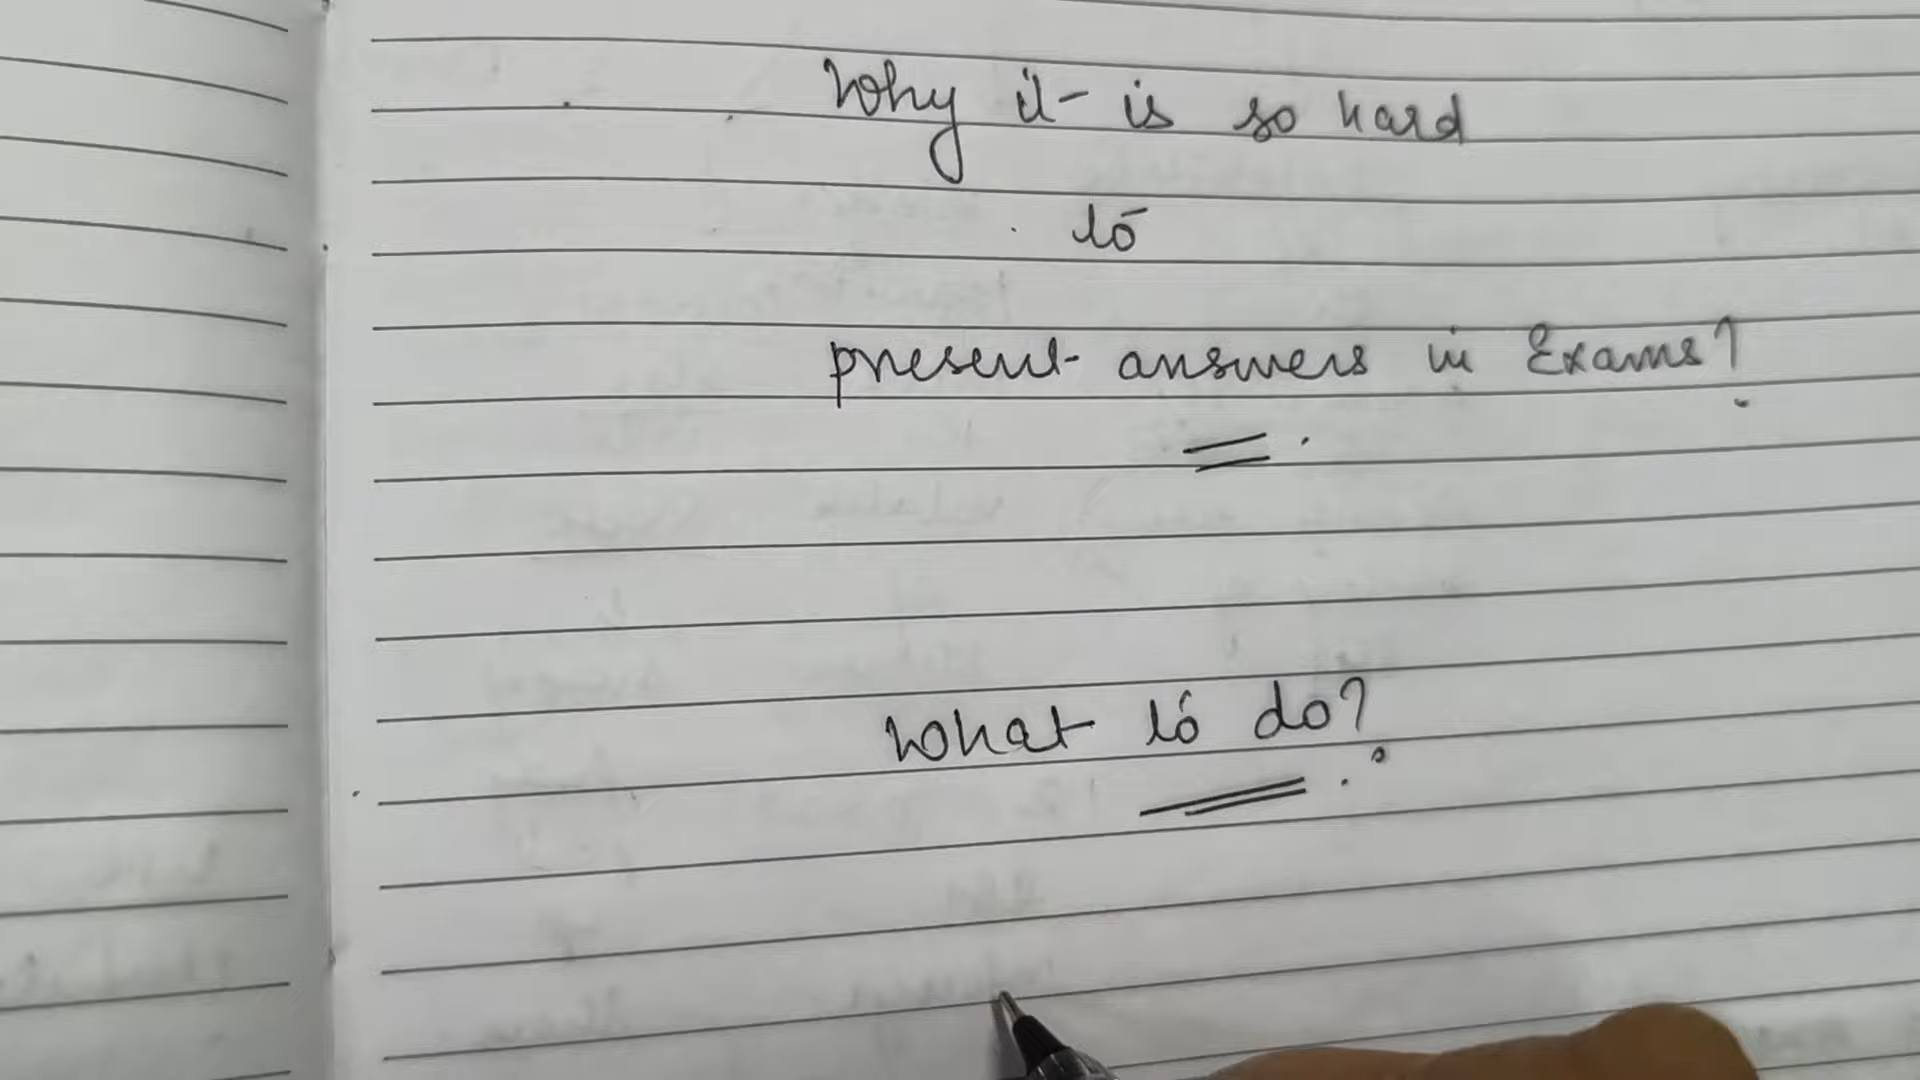 Why it is so hard
to
present answers in Exams?
What to do?